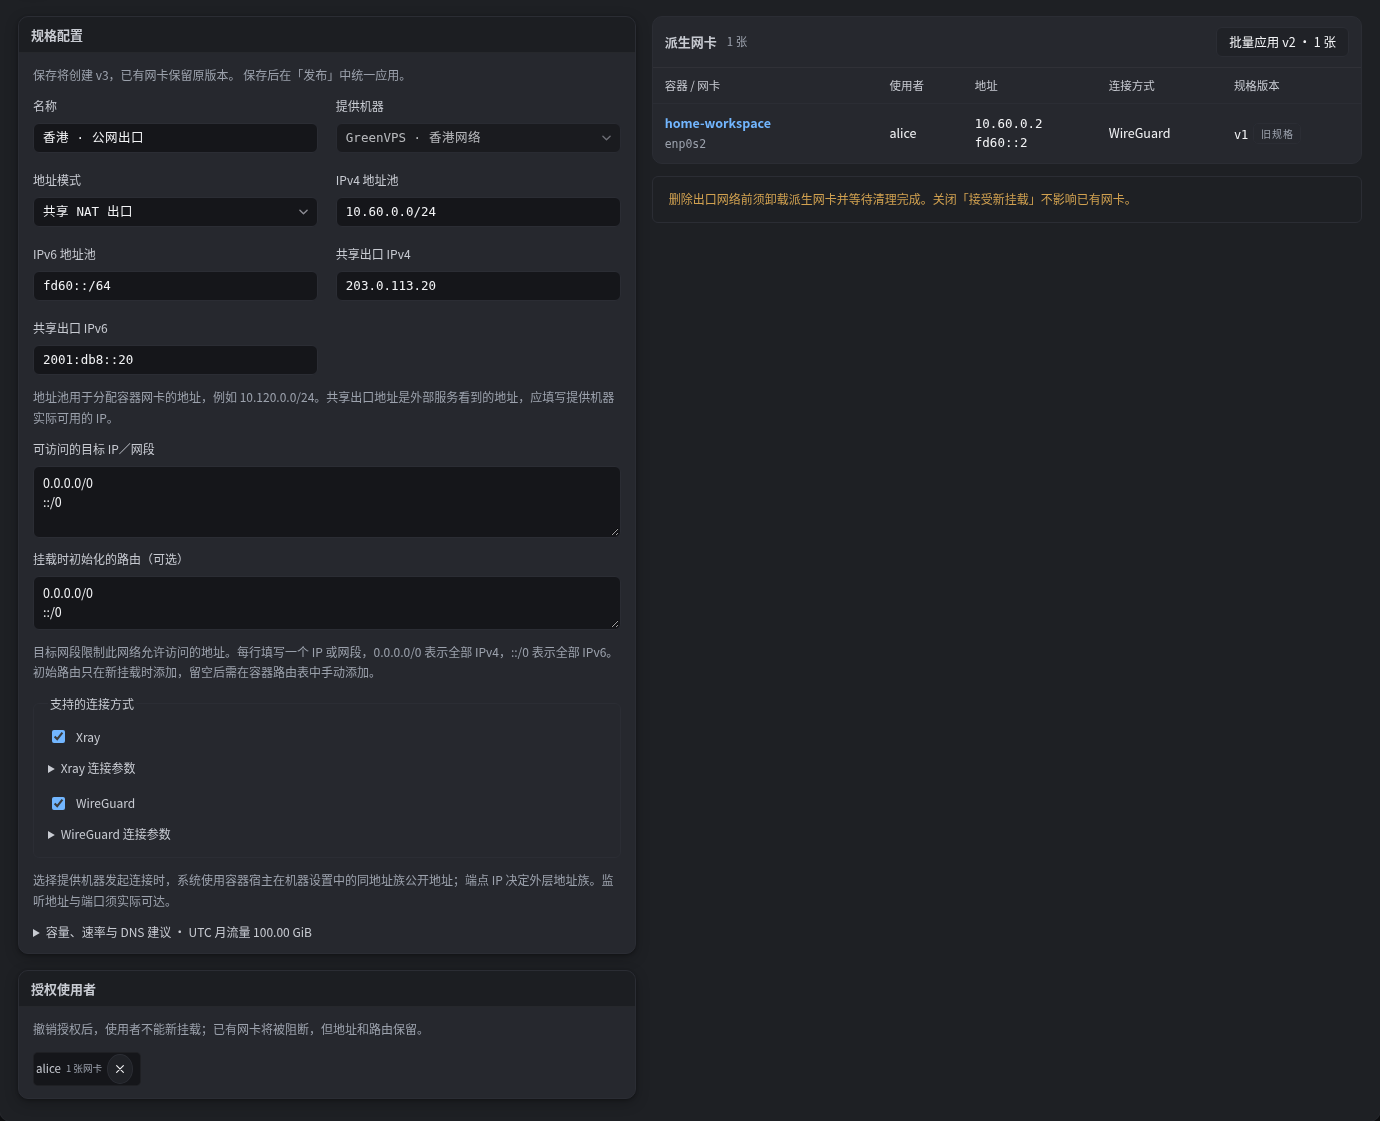 规格配置
保存将创建 v3，已有网卡保留原版本。 保存后在「发布」中统一应用。
名称
提供机器
香港 · 公网出口
GreenVPS · 香港网络
地址模式
IPv4 地址池
共享 NAT 出口
10.60.0.0/24
IPv6 地址池
共享出口 IPv4
fd60::/64
203.0.113.20
共享出口 IPv6
2001:db8::20
地址池用于分配容器网卡的地址，例如 10.120.0.0/24。共享出口地址是外部服务看到的地址，应填写提供机器
实际可用的 IP。
可访问的目标 IP／网段
0.0.0.0/0
::/0
挂载时初始化的路由（可选）
0.0.0.0/0
::/0
目标网段限制此网络允许访问的地址。每行填写一个 IP 或网段，0.0.0.0/0 表示全部 IPv4，::/0 表示全部 IPv6。
初始路由只在新挂载时添加，留空后需在容器路由表中手动添加。
支持的连接方式
Xray
Xray 连接参数
WireGuard
WireGuard 连接参数
选择提供机器发起连接时，系统使用容器宿主在机器设置中的同地址族公开地址；端点 IP 决定外层地址族。监
听地址与端口须实际可达。
容量、速率与 DNS 建议 · UTC 月流量 100.00 GiB
授权使用者
撤销授权后，使用者不能新挂载；已有网卡将被阻断，但地址和路由保留。
alice 1 张网卡 ✕
派生网卡 1 张
批量应用 v2 · 1 张
容器 / 网卡 使用者 地址 连接方式 规格版本
home-workspace
enp0s2
alice
10.60.0.2
fd60::2
WireGuard
v1 旧规格
删除出口网络前须卸载派生网卡并等待清理完成。关闭「接受新挂载」不影响已有网卡。